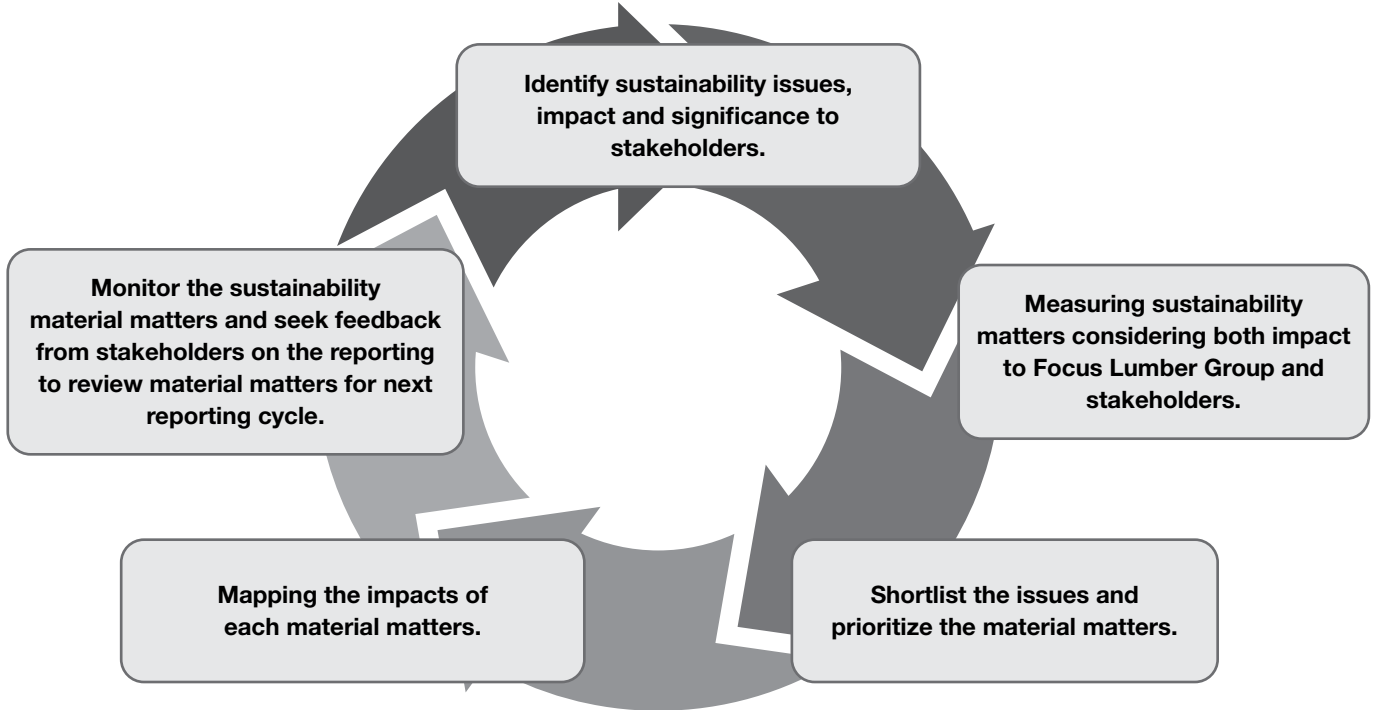 Identify sustainability issues,
impact and significance to
stakeholders.
Measuring sustainability
matters considering both impact
to Focus Lumber Group and
stakeholders.
Shortlist the issues and
prioritize the material matters.
Mapping the impacts of
each material matters.
Monitor the sustainability
material matters and seek feedback
from stakeholders on the reporting
to review material matters for next
reporting cycle.